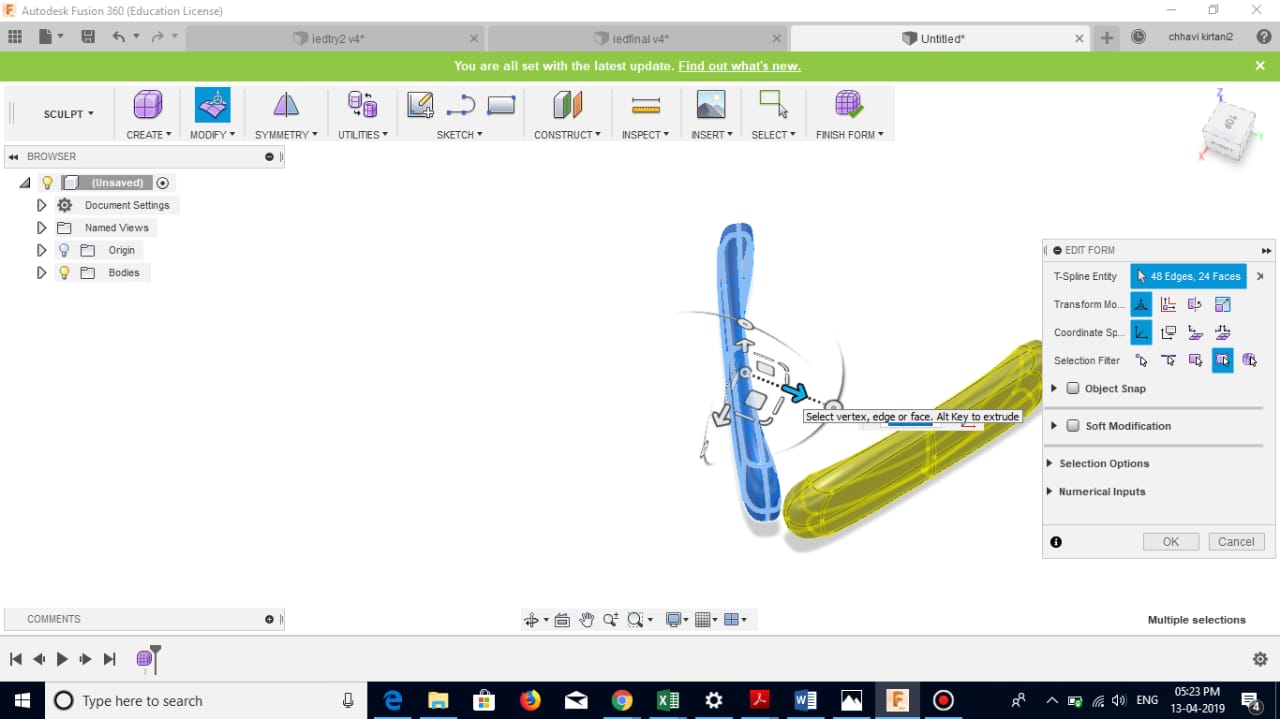 Autodesk Fusion 360 (Education License)
iedtry2 v4*
iedfinal v4*
Untitled*
chhavi kirtani2
You are all set with the latest update. Find out what's new.
SCULPT
CREATE
MODIFY
SYMMETRY
UTILITIES
SKETCH
CONSTRUCT
INSPECT
INSERT
SELECT
FINISH FORM
Z
X
BROWSER
(Unsaved)
Document Settings
Named Views
Origin
Bodies
EDIT FORM
T-Spline Entity 48 Edges, 24 Faces
Transform Mo...
Coordinate Sp...
Selection Filter
Object Snap
Select vertex, edge or face. Alt Key to extrude
Soft Modification
Selection Options
Numerical Inputs
OK Cancel
COMMENTS
Multiple selections
Type here to search
ENG
05:23 PM
13-04-2019
4